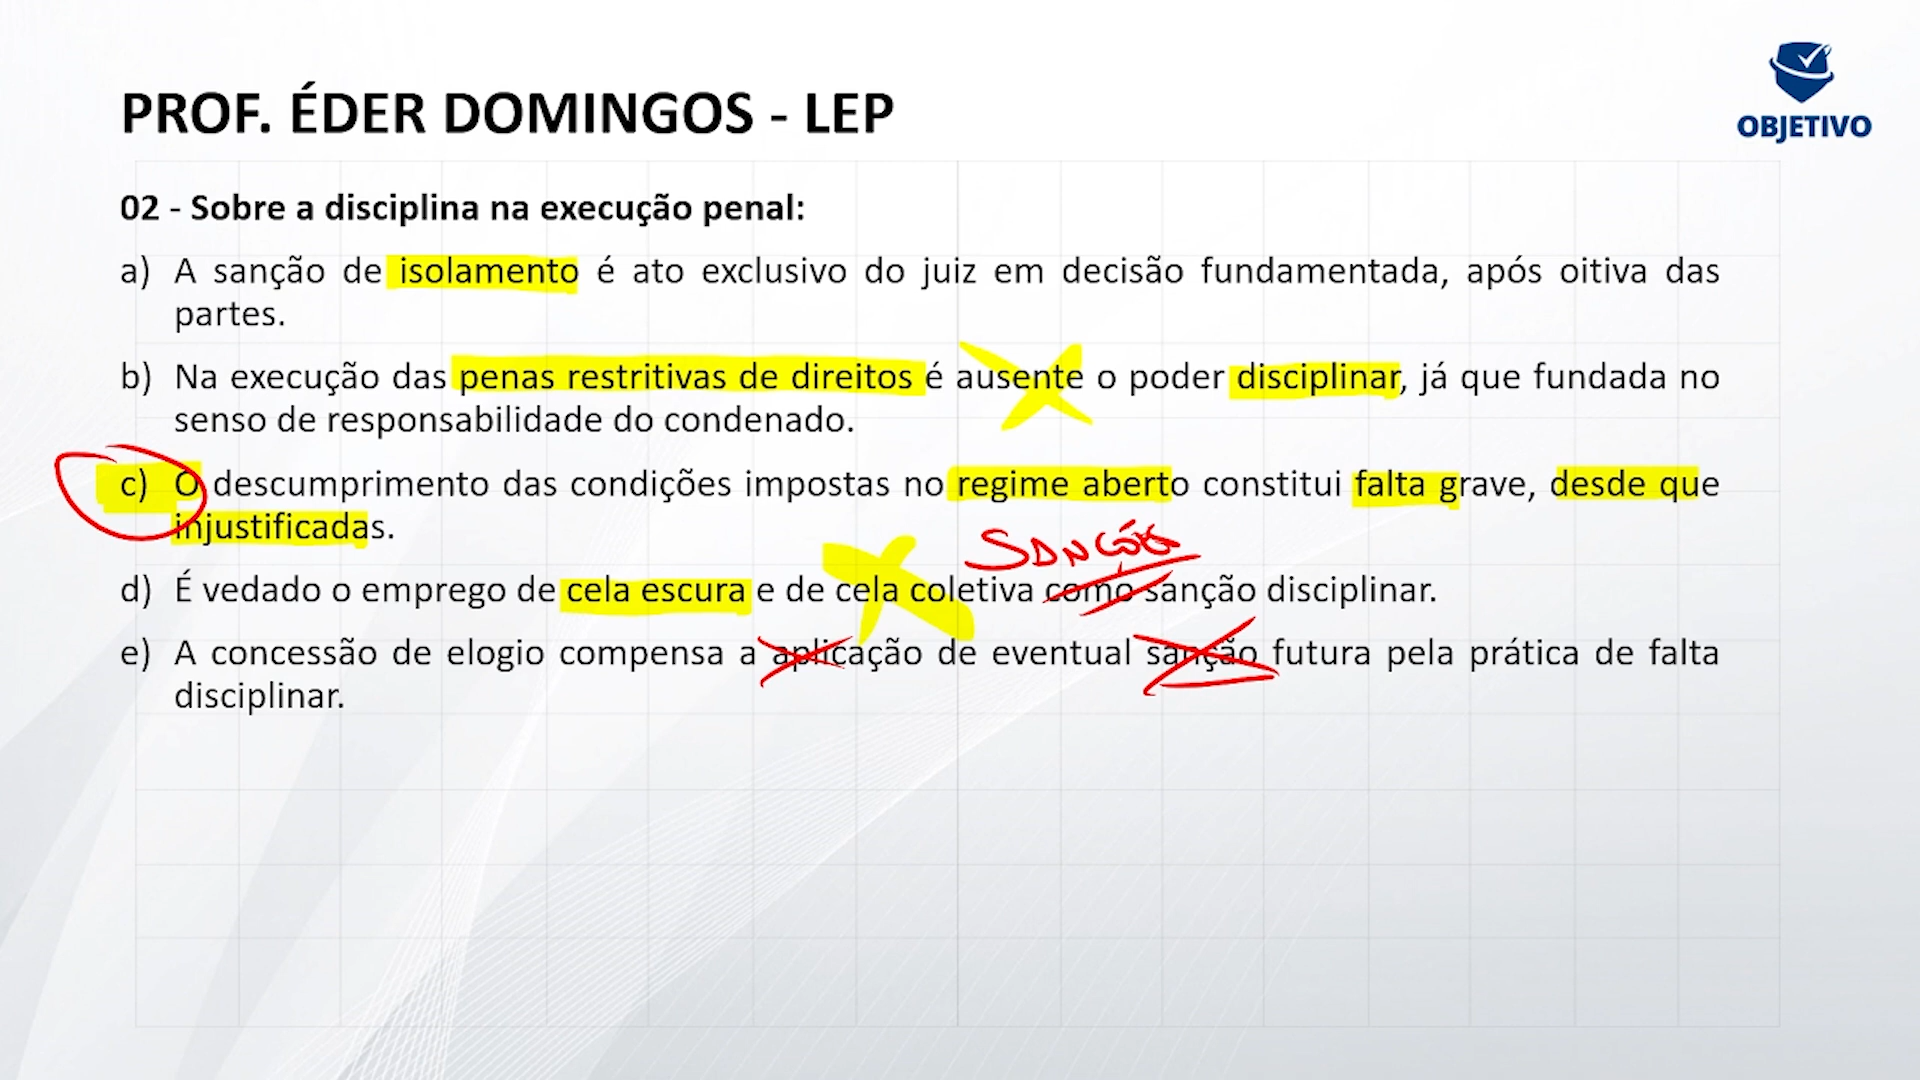 PROF. ÉDER DOMINGOS - LEP
OBJETIVO
02 - Sobre a disciplina na execução penal:
a) A sanção de isolamento é ato exclusivo do juiz em decisão fundamentada, após oitiva das
partes.
b) Na execução das penas restritivas de direitos é ausente o poder disciplinar, já que fundada no
senso de responsabilidade do condenado.
c) O descumprimento das condições impostas no regime aberto constitui falta grave, desde que
injustificadas.
SANÇÕES
d) É vedado o emprego de cela escura e de cela coletiva como sanção disciplinar.
e) A concessão de elogio compensa a aplicação de eventual sanção futura pela prática de falta
disciplinar.